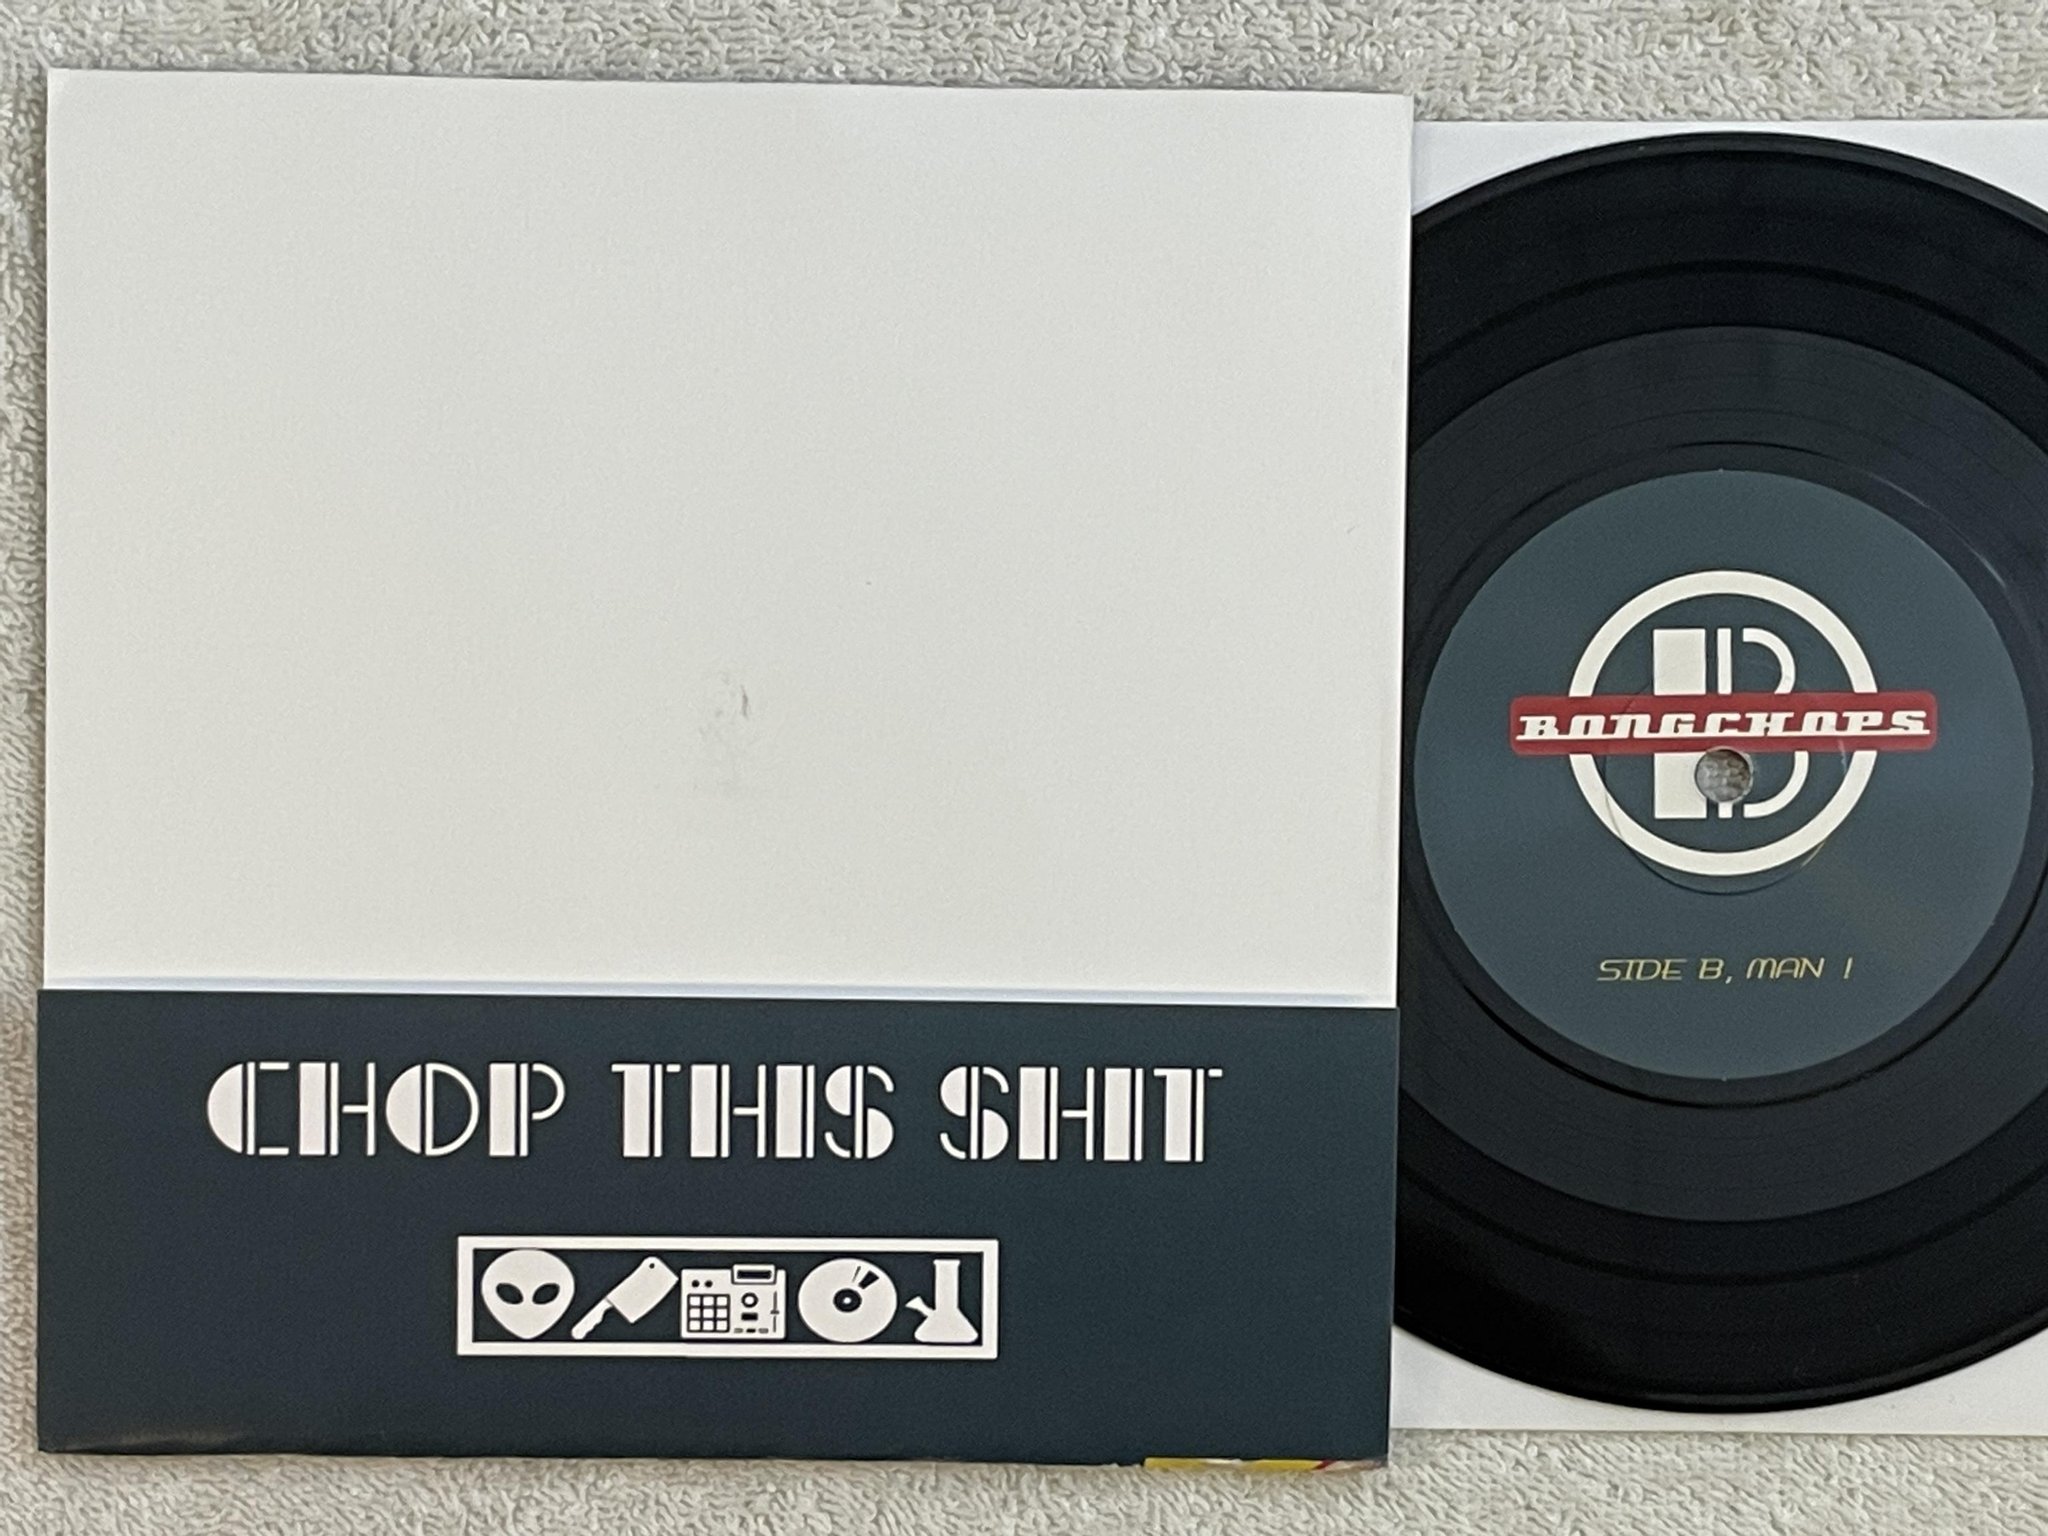 CHOP THIS SHIT
B
BONGCHOPS
SIDE B, MAN !